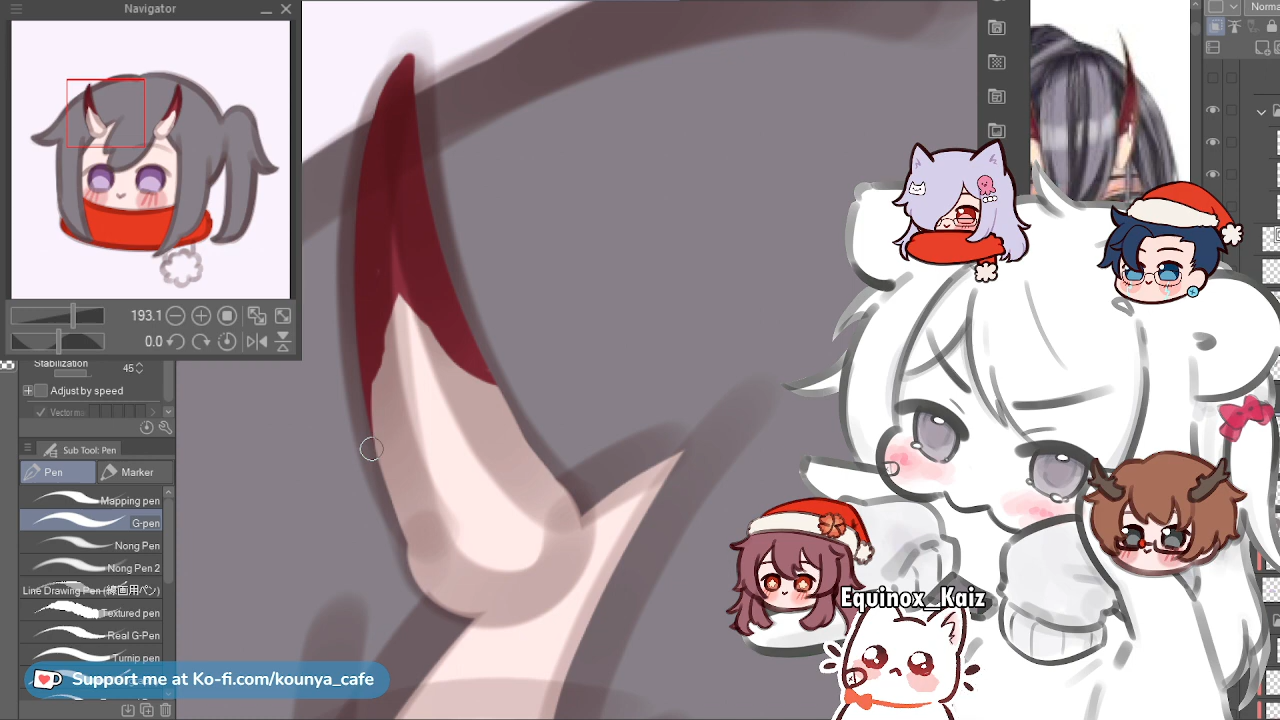 Navigator
Norma
193.1
0.0
Stabilization
45
Adjust by speed
Vector
Sub Tool: Pen
Pen
Marker
Mapping pen
G-pen
Nong Pen
Nong Pen 2
Line Drawing Pen (線画用ペン)
Textured pen
Real G-Pen
Turnip pen
Support me at Ko-fi.com/kounya_cafe
Equinox_Kaiz